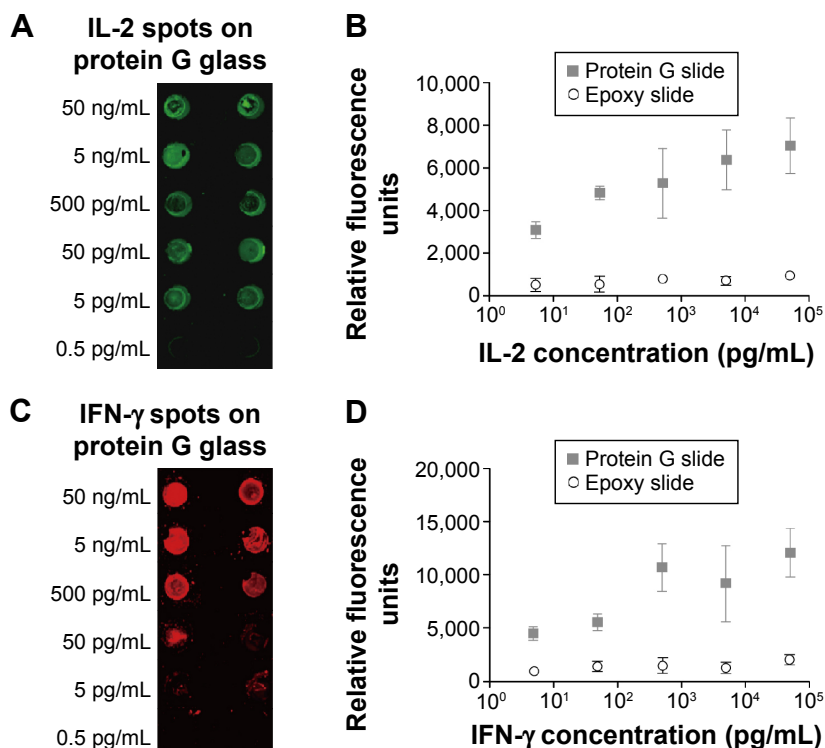 A
IL-2 spots on
protein G glass
50 ng/mL
5 ng/mL
500 pg/mL
50 pg/mL
5 pg/mL
0.5 pg/mL
B
Protein G slide
Epoxy slide
Relative fluorescence
units
10,000
8,000
6,000
4,000
2,000
0
10⁰
10¹
10²
10³
10⁴
10⁵
IL-2 concentration (pg/mL)
C
IFN-γ spots on
protein G glass
50 ng/mL
5 ng/mL
500 pg/mL
50 pg/mL
5 pg/mL
0.5 pg/mL
D
Protein G slide
Epoxy slide
Relative fluorescence
units
20,000
15,000
10,000
5,000
0
10⁰
10¹
10²
10³
10⁴
10⁵
IFN-γ concentration (pg/mL)